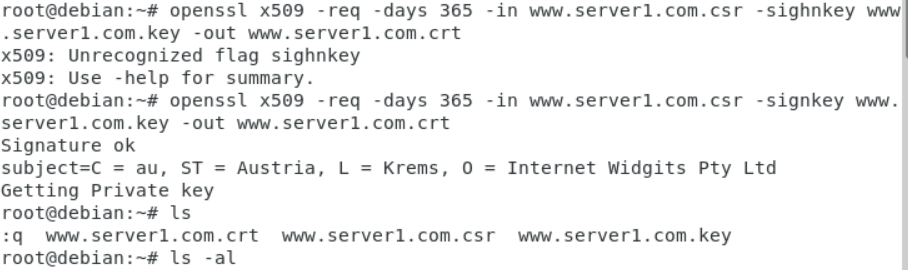 root@debian:~# openssl x509 -req -days 365 -in www.server1.com.csr -sighnkey www
.server1.com.key -out www.server1.com.crt
x509: Unrecognized flag sighnkey
x509: Use -help for summary.
root@debian:~# openssl x509 -req -days 365 -in www.server1.com.csr -signkey www.
server1.com.key -out www.server1.com.crt
Signature ok
subject=C = au, ST = Austria, L = Krems, O = Internet Widgits Pty Ltd
Getting Private key
root@debian:~# ls
:q  www.server1.com.crt  www.server1.com.csr  www.server1.com.key
root@debian:~# ls -al